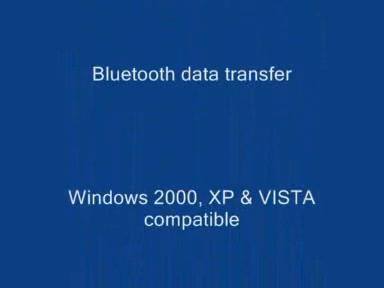 Bluetooth data transfer
Windows 2000, XP & VISTA
compatible